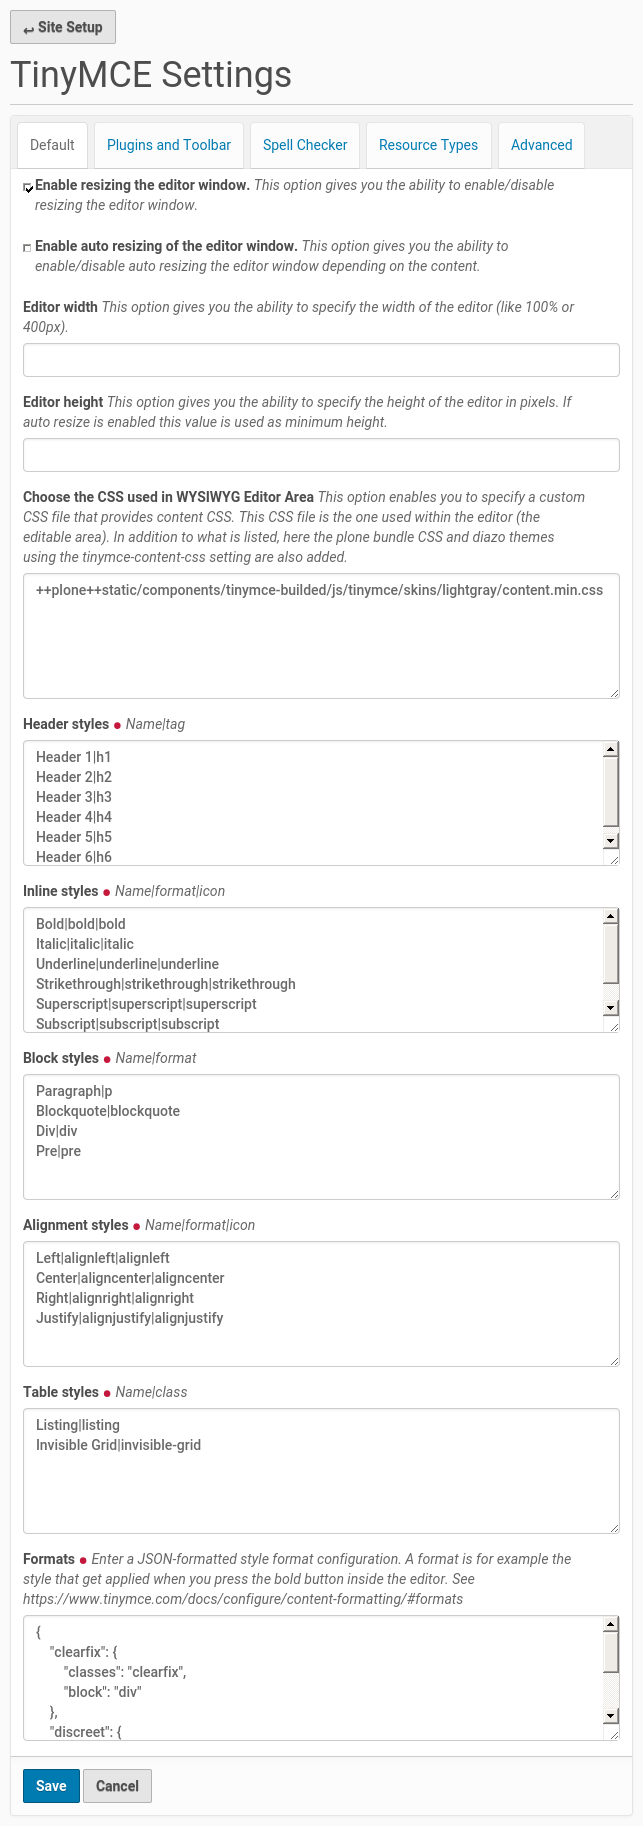 Site Setup
TinyMCE Settings
Default Plugins and Toolbar Spell Checker Resource Types Advanced
Enable resizing the editor window. This option gives you the ability to enable/disable
resizing the editor window.
Enable auto resizing of the editor window. This option gives you the ability to
enable/disable auto resizing the editor window depending on the content.
Editor width This option gives you the ability to specify the width of the editor (like 100% or
400px).
Editor height This option gives you the ability to specify the height of the editor in pixels. If
auto resize is enabled this value is used as minimum height.
Choose the CSS used in WYSIWYG Editor Area This option enables you to specify a custom
CSS file that provides content CSS. This CSS file is the one used within the editor (the
editable area). In addition to what is listed, here the plone bundle CSS and diazo themes
using the tinymce-content-css setting are also added.
++plone++static/components/tinymce-builded/js/tinymce/skins/lightgray/content.min.css
Header styles Name|tag
Header 1|h1
Header 2|h2
Header 3|h3
Header 4|h4
Header 5|h5
Header 6|h6
Inline styles Name|format|icon
Bold|bold|bold
Italic|italic|italic
Underline|underline|underline
Strikethrough|strikethrough|strikethrough
Superscript|superscript|superscript
Subscript|subscript|subscript
Block styles Name|format
Paragraph|p
Blockquote|blockquote
Div|div
Pre|pre
Alignment styles Name|format|icon
Left|alignleft|alignleft
Center|aligncenter|aligncenter
Right|alignright|alignright
Justify|alignjustify|alignjustify
Table styles Name|class
Listing|listing
Invisible Grid|invisible-grid
Formats Enter a JSON-formatted style format configuration. A format is for example the
style that get applied when you press the bold button inside the editor. See
https://www.tinymce.com/docs/configure/content-formatting/#formats
{
"clearfix": {
"classes": "clearfix",
"block": "div"
},
"discreet": {
Save Cancel